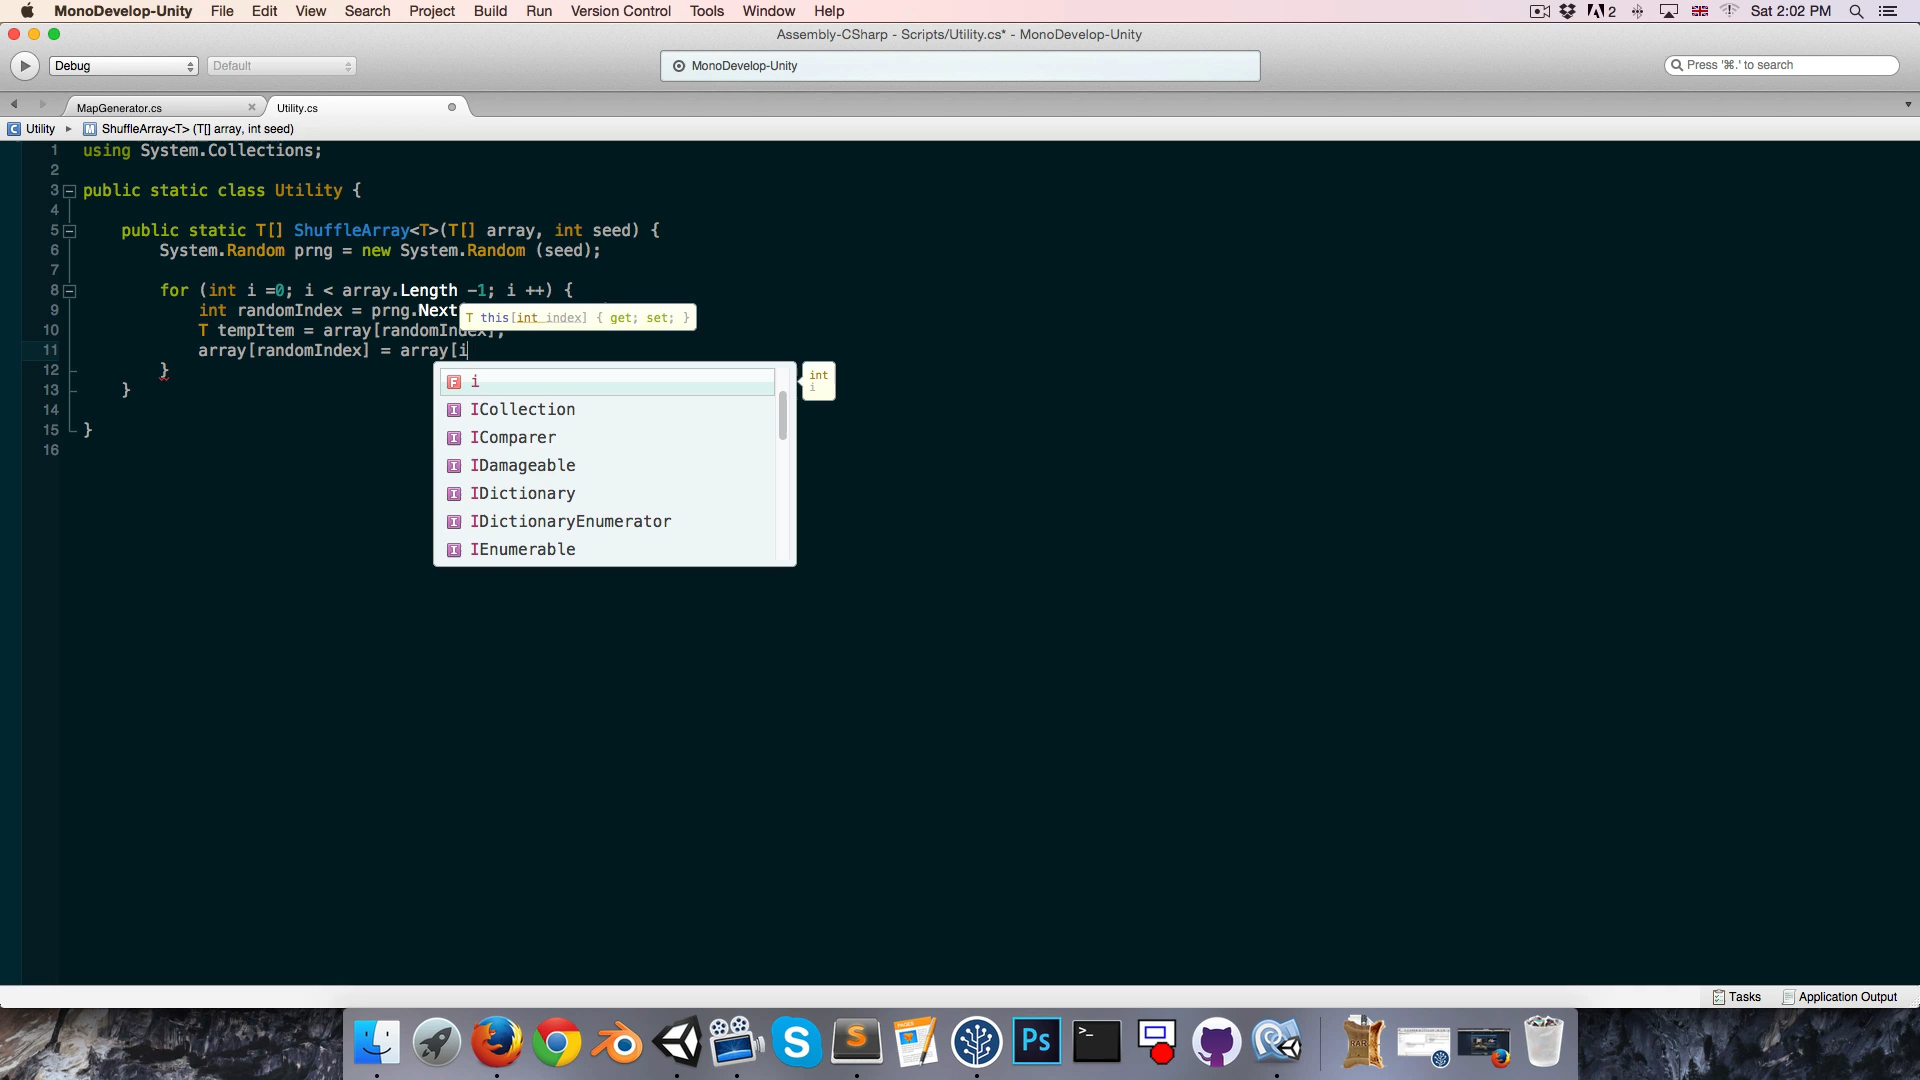 MonoDevelop-Unity File Edit View Search Project Build Run Version Control Tools Window Help 2 Sat 2:02 PM
Assembly-CSharp - Scripts/Utility.cs* - MonoDevelop-Unity
Debug Default MonoDevelop-Unity Press '⌘.' to search
MapGenerator.cs Utility.cs
Utility ShuffleArray<T> (T[] array, int seed)
1 using System.Collections;
2
3 public static class Utility {
4
5 public static T[] ShuffleArray<T>(T[] array, int seed) {
6 System.Random prng = new System.Random (seed);
7
8 for (int i =0; i < array.Length -1; i ++) {
9 int randomIndex = prng.Next
T this[int index] { get; set; }
10 T tempItem = array[randomIndex];
11 array[randomIndex] = array[i
12 }
13 }
14
15 }
16
i
int
i
ICollection
IComparer
IDamageable
IDictionary
IDictionaryEnumerator
IEnumerable
Tasks Application Output
PAGES
Ps
BAR